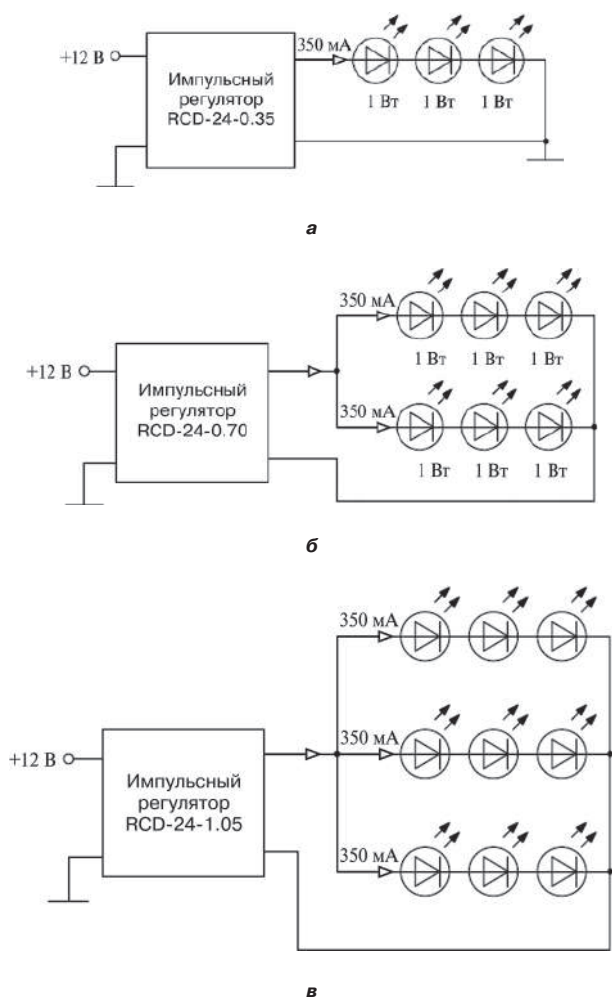 350 мА
+12 В
Импульсный
регулятор
RCD-24-0.35
1 Вт 1 Вт 1 Вт
а
350 мА
1 Вт 1 Вт 1 Вт
+12 В
Импульсный
регулятор
RCD-24-0.70
350 мА
1 Вт 1 Вт 1 Вт
б
350 мА
350 мА
+12 В
Импульсный
регулятор
RCD-24-1.05
350 мА
в